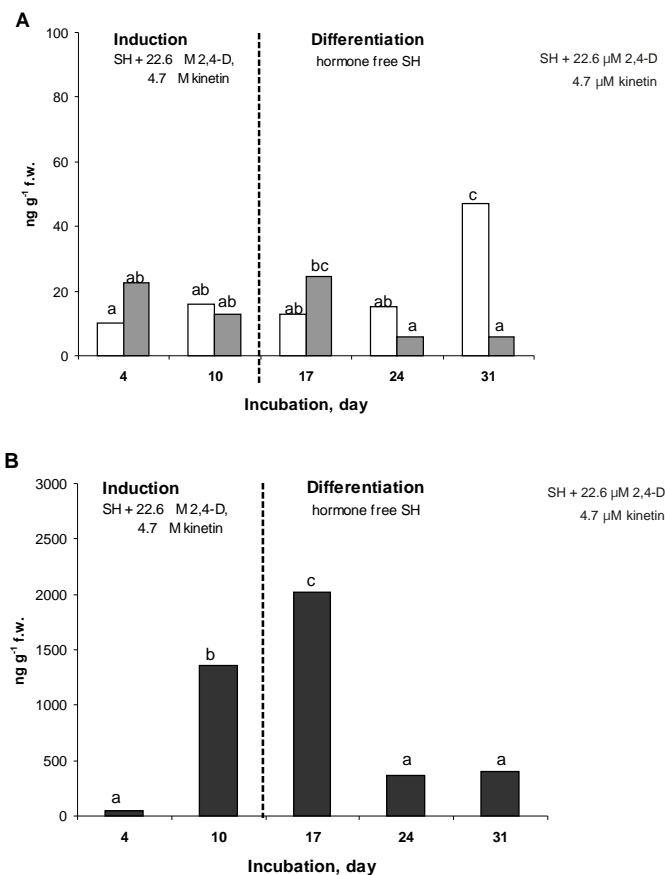 A
100
80
60
40
20
0
ng g-1 f.w.
Induction
SH + 22.6 M 2,4-D,
4.7 M kinetin
Differentiation
hormone free SH
SH + 22.6 µM 2,4-D
4.7 µM kinetin
a ab ab ab ab bc ab a c a
4 10 17 24 31
Incubation, day
B
3000
2500
2000
1500
1000
500
0
ng g-1 f.w.
Induction
SH + 22.6 M 2,4-D,
4.7 M kinetin
Differentiation
hormone free SH
SH + 22.6 µM 2,4-D
4.7 µM kinetin
a b c a a
4 10 17 24 31
Incubation, day